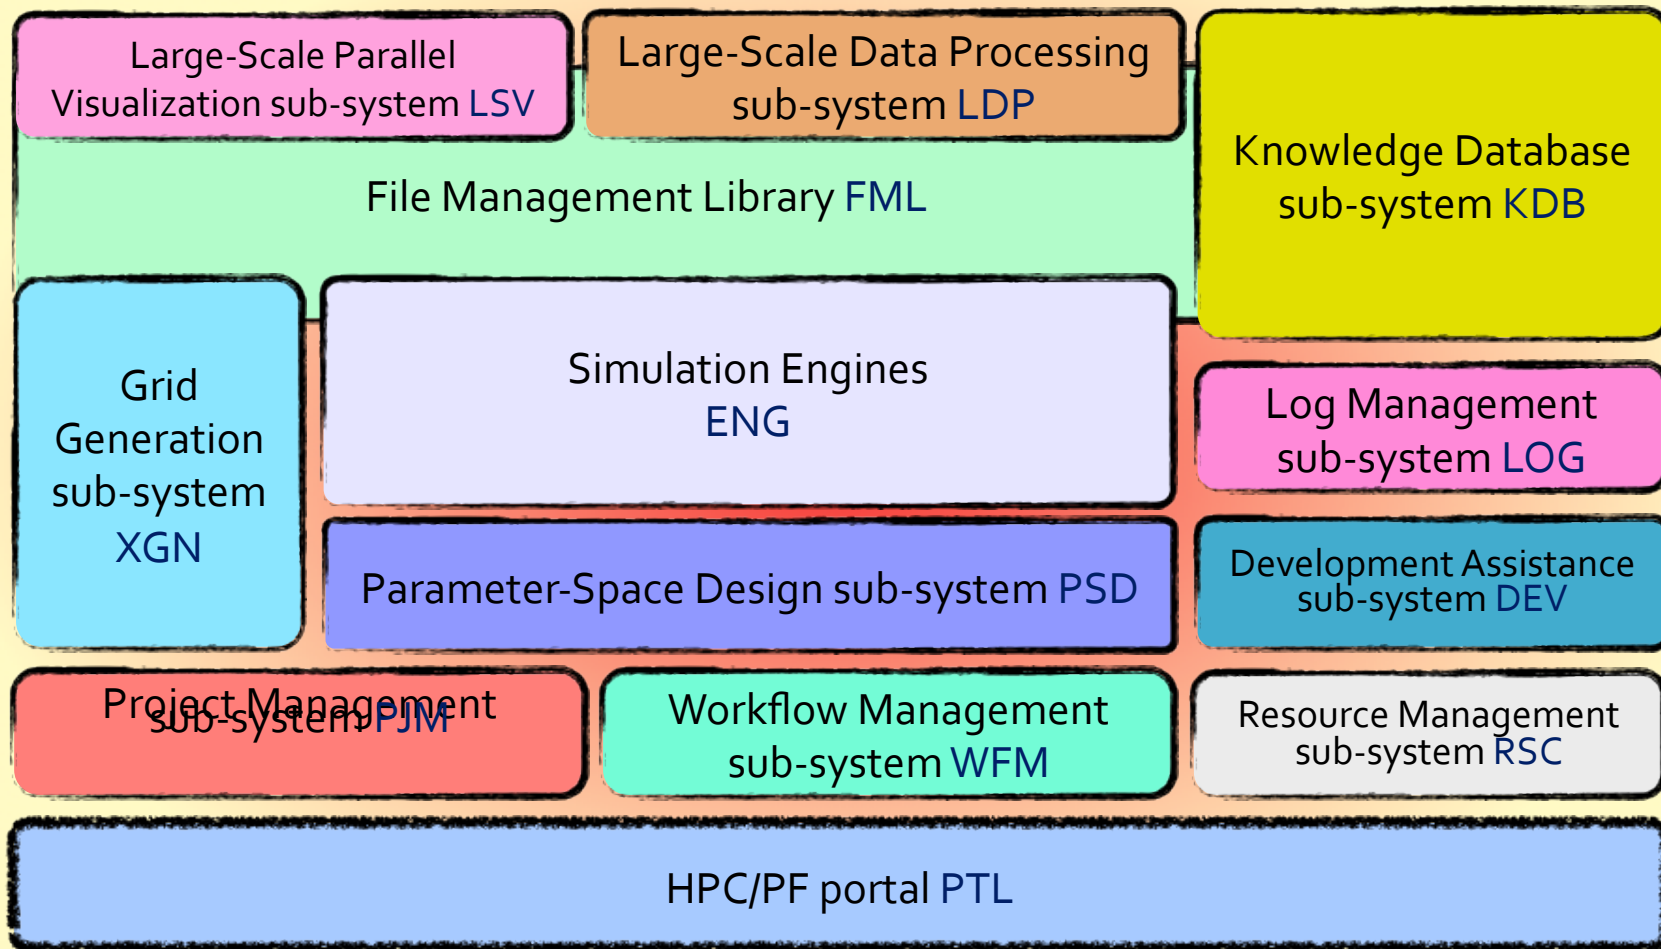 Large-Scale Parallel
Visualization sub-system LSV
Large-Scale Data Processing
sub-system LDP
Knowledge Database
sub-system KDB
File Management Library FML
Grid
Generation
sub-system
XGN
Simulation Engines
ENG
Log Management
sub-system LOG
Parameter-Space Design sub-system PSD
Development Assistance
sub-system DEV
Project Management
sub-system PJM
Workflow Management
sub-system WFM
Resource Management
sub-system RSC
HPC/PF portal PTL